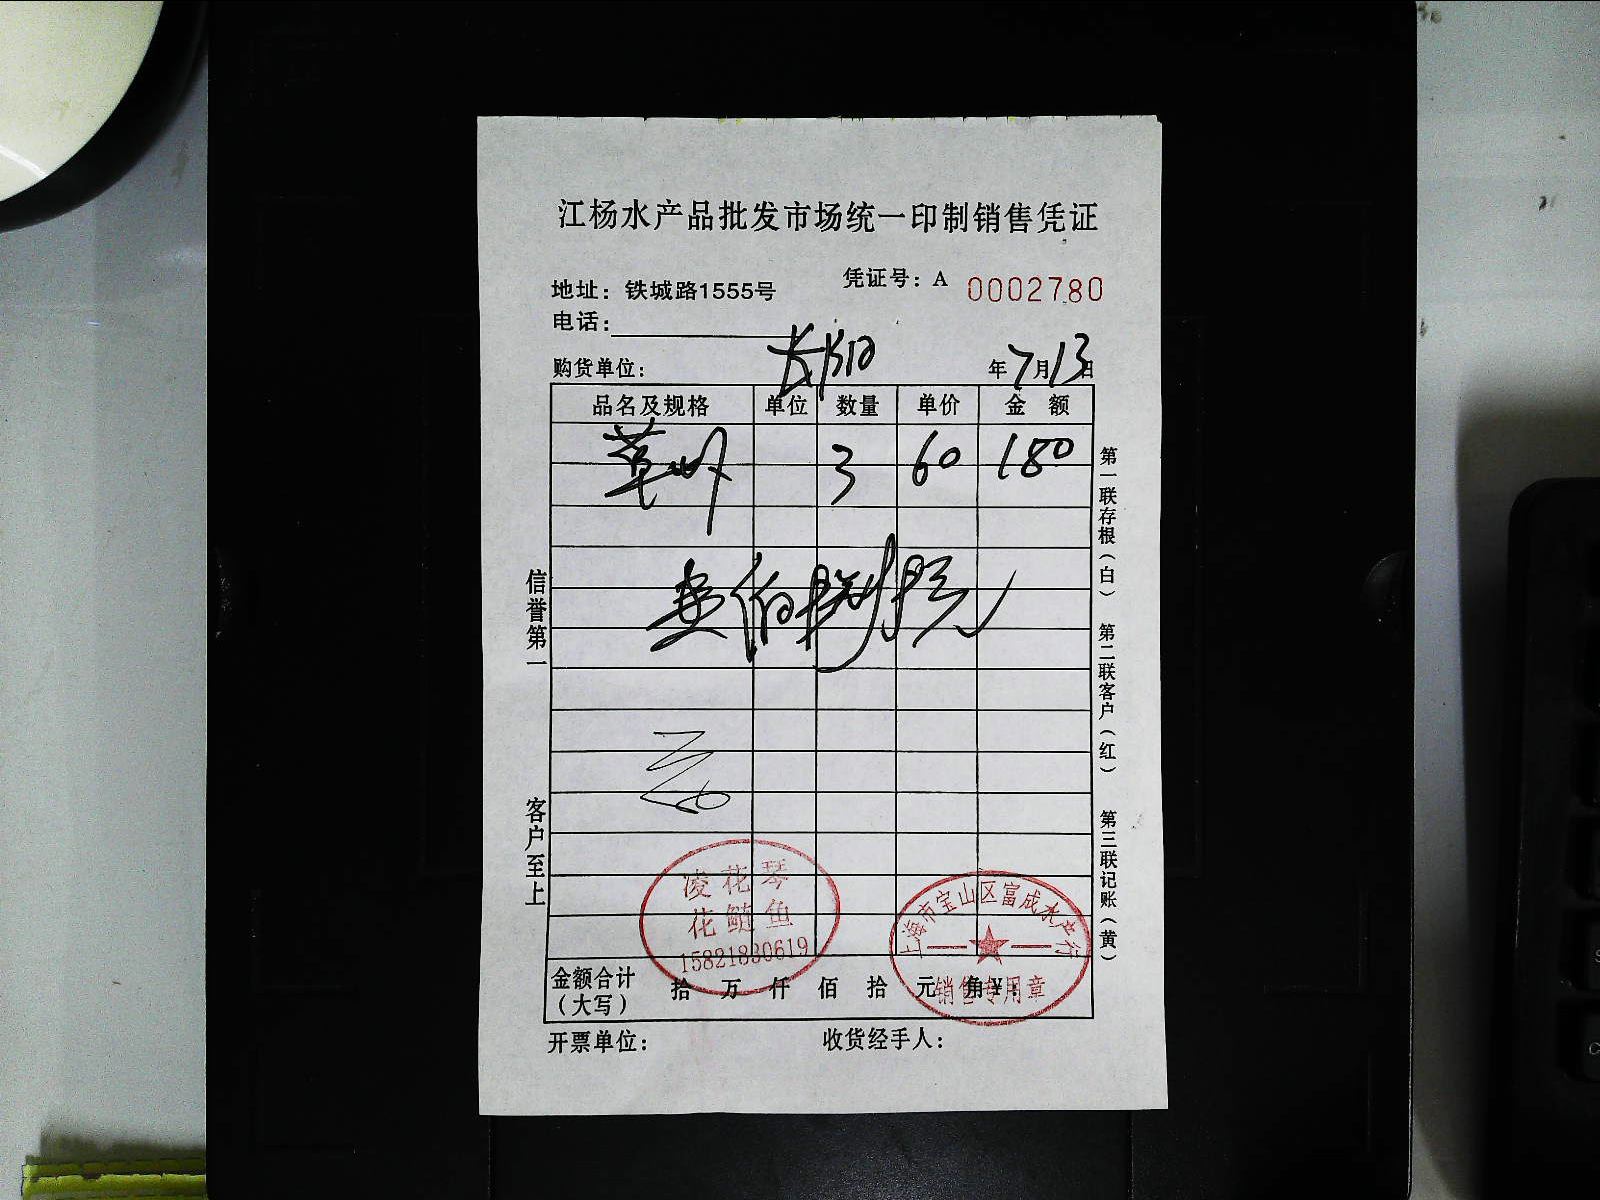 江杨水产品批发市场统一印制销售凭证
凭证号：A 0002780
地址：铁城路1555号
电话：
购货单位： 年7月13日
品名及规格 单位 数量 单价 金 额
草 3 60 180
信誉第一
客户至上
第一联存根（白）
第二联客户（红）
第三联记账（黄）
凌花琴
花鲢鱼
15821830619
上海市宝山区富成水产行
销售专用章
金额合计（大写） 拾 万 仟 佰 拾 元 角 ¥：
开票单位： 收货经手人：